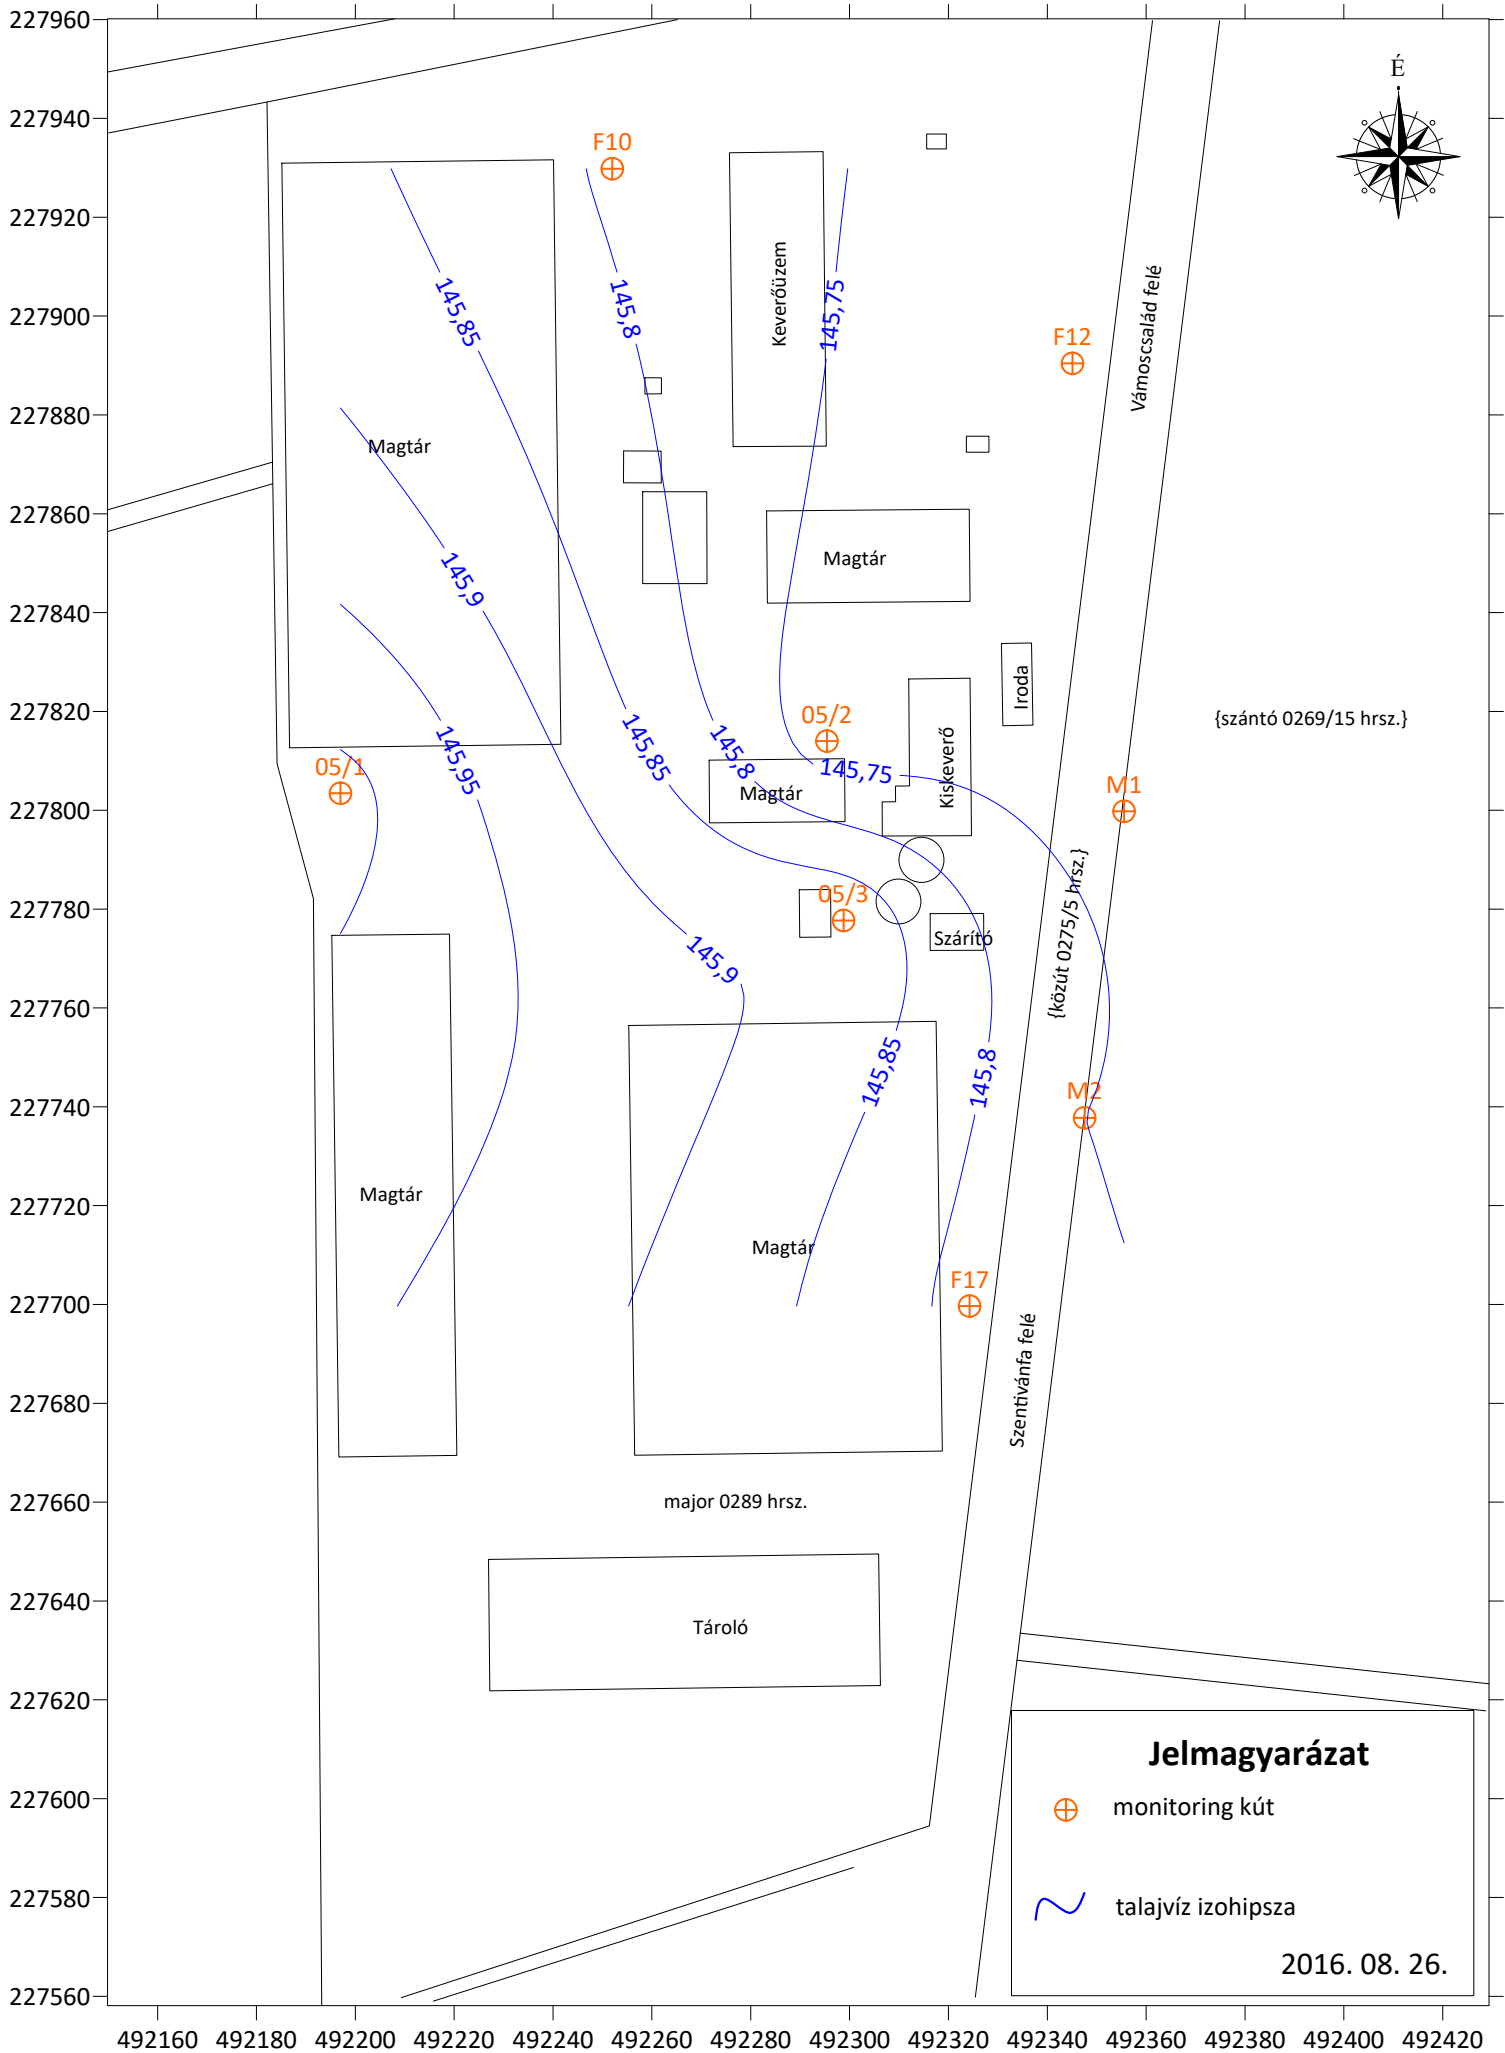 227960
227940
227920
227900
227880
227860
227840
227820
227800
227780
227760
227740
227720
227700
227680
227660
227640
227620
227600
227580
227560
492160
492180
492200
492220
492240
492260
492280
492300
492320
492340
492360
492380
492400
492420
É
F10
Keverőüzem
Vámoscsalád felé
145,85
145,8
145,75
F12
Magtár
145,9
Magtár
Iroda
05/2
{szántó 0269/15 hrsz.}
145,95
145,85
145,8
145,75
Kiskeverő
05/1
Magtár
M1
05/3
{közút 0275/5 hrsz.}
Szárító
145,9
145,85
145,8
M2
Magtár
Magtár
F17
Szentivánfa felé
major 0289 hrsz.
Tároló
Jelmagyarázat
monitoring kút
talajvíz izohipsza
2016. 08. 26.